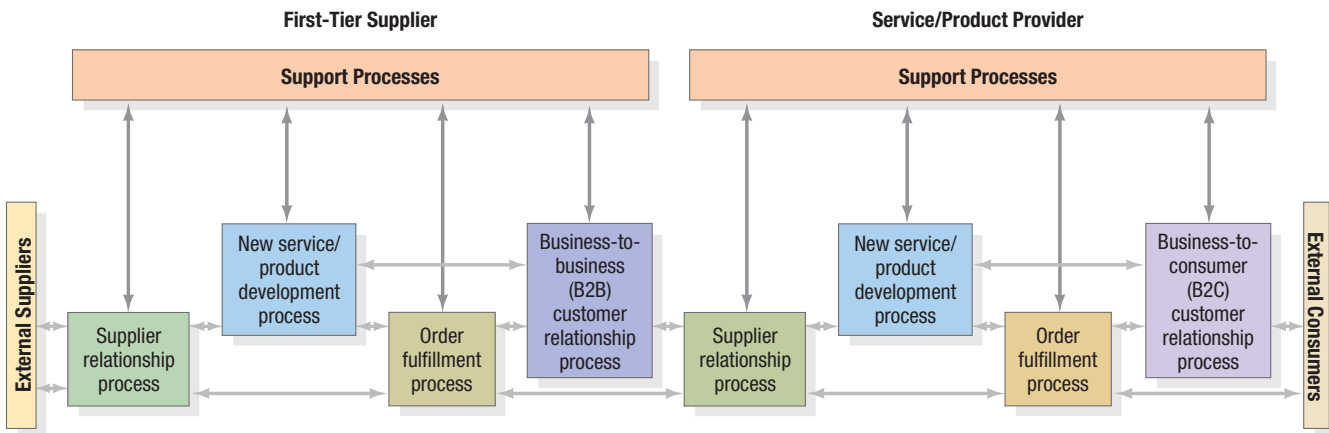 First-Tier Supplier
Service/Product Provider
Support Processes
Support Processes
External Suppliers
Supplier
relationship
process
New service/
product
development
process
Order
fulfillment
process
Business-to-
business
(B2B)
customer
relationship
process
Supplier
relationship
process
New service/
product
development
process
Order
fulfillment
process
Business-to-
consumer
(B2C)
customer
relationship
process
External Consumers